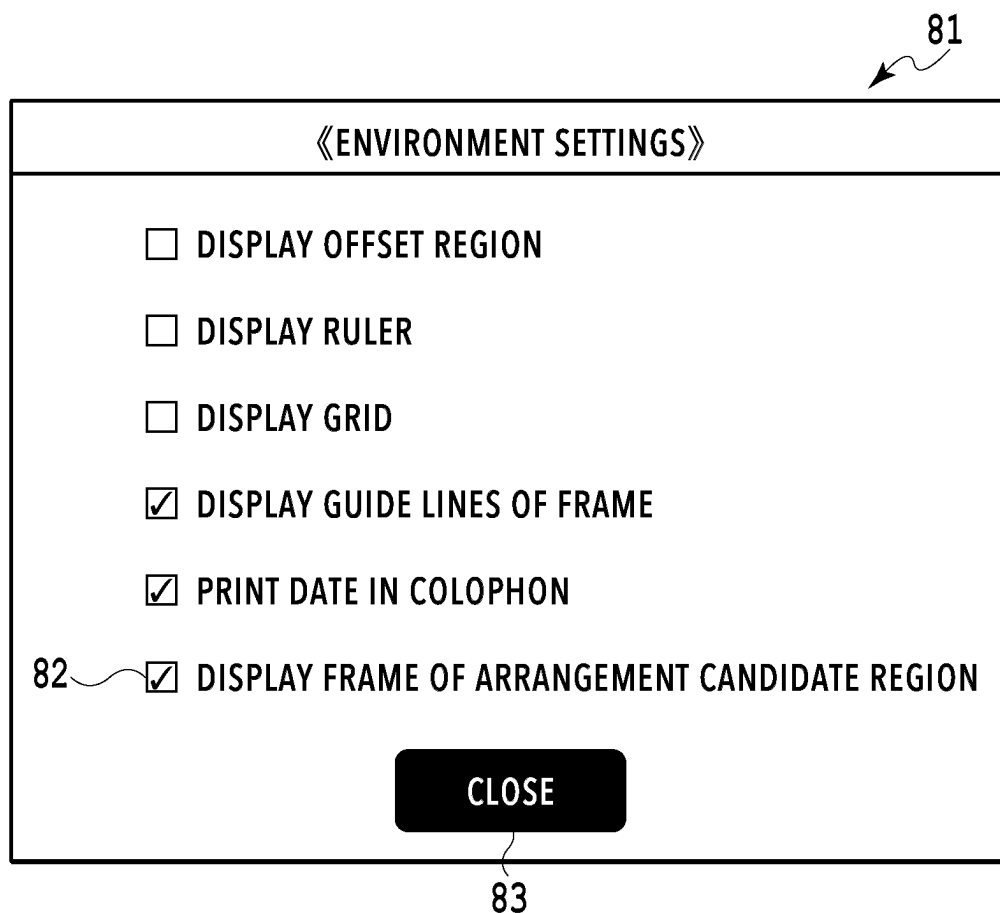 81
《ENVIRONMENT SETTINGS》
DISPLAY OFFSET REGION
DISPLAY RULER
DISPLAY GRID
DISPLAY GUIDE LINES OF FRAME
PRINT DATE IN COLOPHON
82 DISPLAY FRAME OF ARRANGEMENT CANDIDATE REGION
CLOSE
83